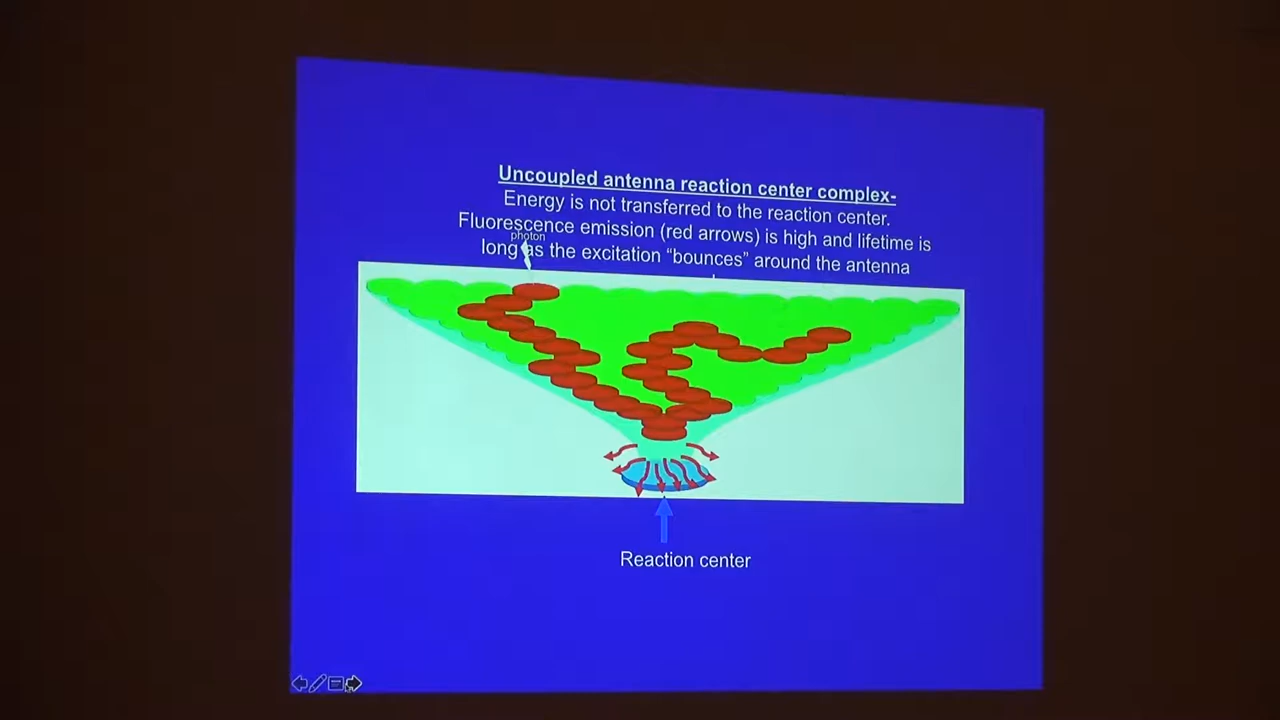 Uncoupled antenna reaction center complex-
Energy is not transferred to the reaction center.
Fluorescence emission (red arrows) is high and lifetime is
photon
long as the excitation “bounces” around the antenna
Reaction center